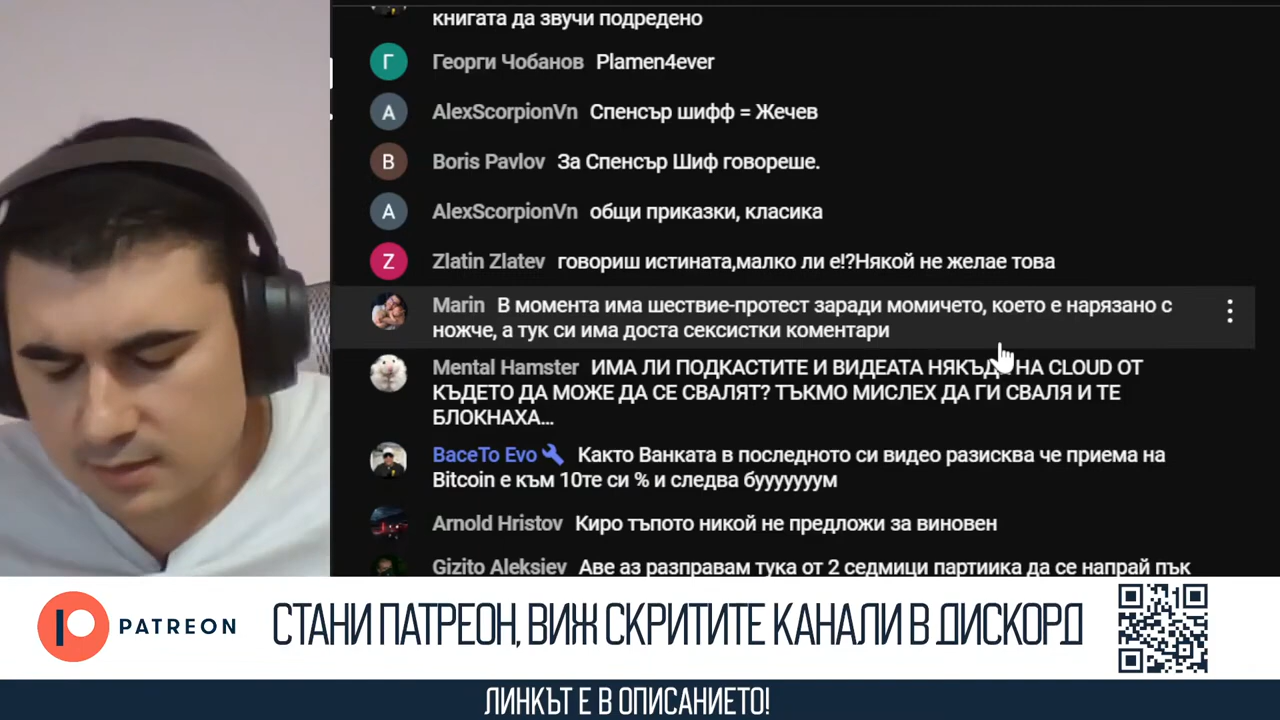 книгата да звучи подредено
Г Георги Чобанов Plamen4ever
A AlexScorpionVn Спенсър шифф = Жечев
B Boris Pavlov За Спенсър Шиф говореше.
A AlexScorpionVn общи приказки, класика
Z Zlatin Zlatev говориш истината,малко ли е!?Някой не желае това
Marin В момента има шествие-протест заради момичето, което е нарязано с
ножче, а тук си има доста сексистки коментари
Mental Hamster ИМА ЛИ ПОДКАСТИТЕ И ВИДЕАТА НЯКЪДЕ НА CLOUD ОТ
КЪДЕТО ДА МОЖЕ ДА СЕ СВАЛЯТ? ТЪКМО МИСЛЕХ ДА ГИ СВАЛЯ И ТЕ
БЛОКНАХА...
BaceTo Evo Както Ванката в последното си видео разисква че приема на
Bitcoin е към 10те си % и следва бууууууум
Arnold Hristov Киро тъпото никой не предложи за виновен
Gizito Aleksiev Аве аз разправам тука от 2 седмици партиика да се напрай пък
PATREON СТАНИ ПАТРЕОН, ВИЖ СКРИТИТЕ КАНАЛИ В ДИСКОРД
ЛИНКЪТ Е В ОПИСАНИЕТО!